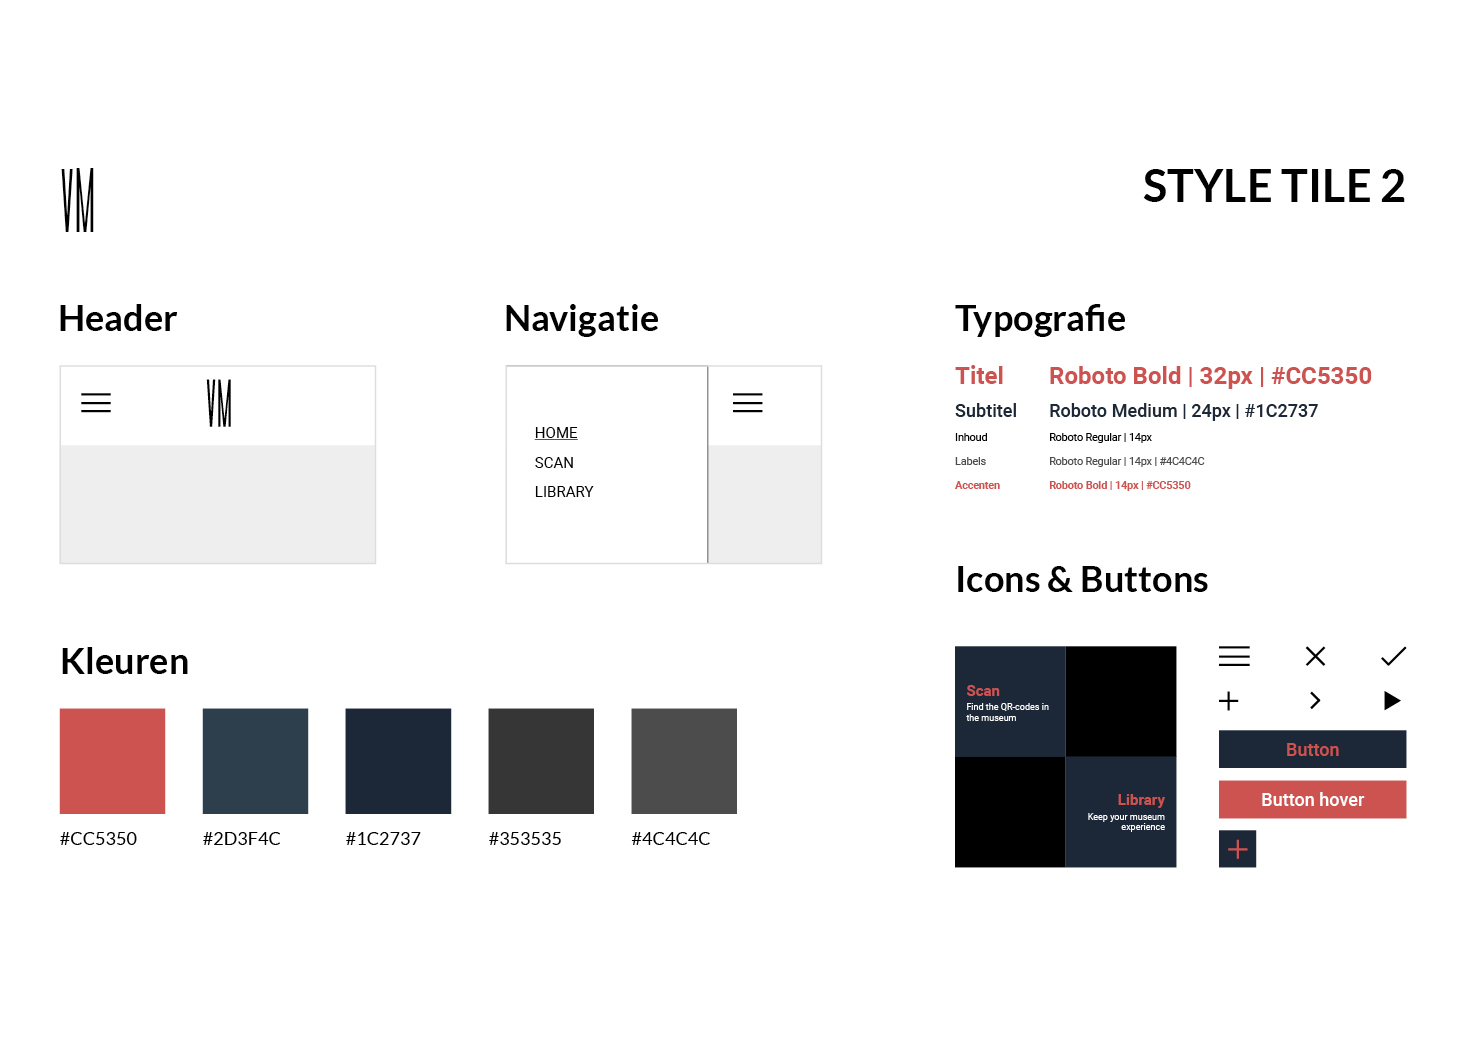 VM
STYLE TILE 2
Header
VM
Navigatie
HOME
SCAN
LIBRARY
Typografie
Titel Roboto Bold | 32px | #CC5350
Subtitel Roboto Medium | 24px | #1C2737
Inhoud Roboto Regular | 14px
Labels Roboto Regular | 14px | #4C4C4C
Accenten Roboto Bold | 14px | #CC5350
Kleuren
#CC5350 #2D3F4C #1C2737 #353535 #4C4C4C
Icons & Buttons
Scan
Find the QR-codes in
the museum
Library
Keep your museum
experience
Button
Button hover